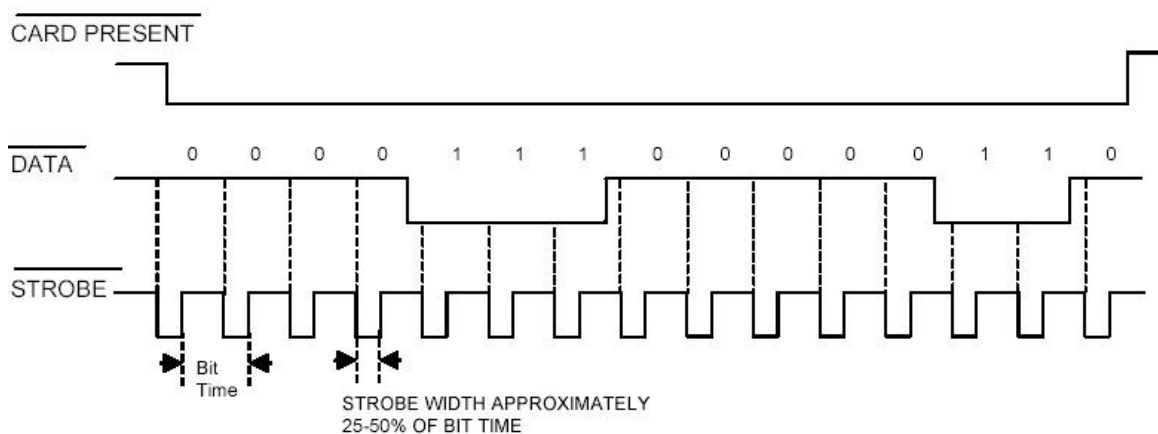 CARD PRESENT
DATA 0 0 0 0 1 1 1 0 0 0 0 0 1 1 0
STROBE
Bit
Time
STROBE WIDTH APPROXIMATELY
25-50% OF BIT TIME